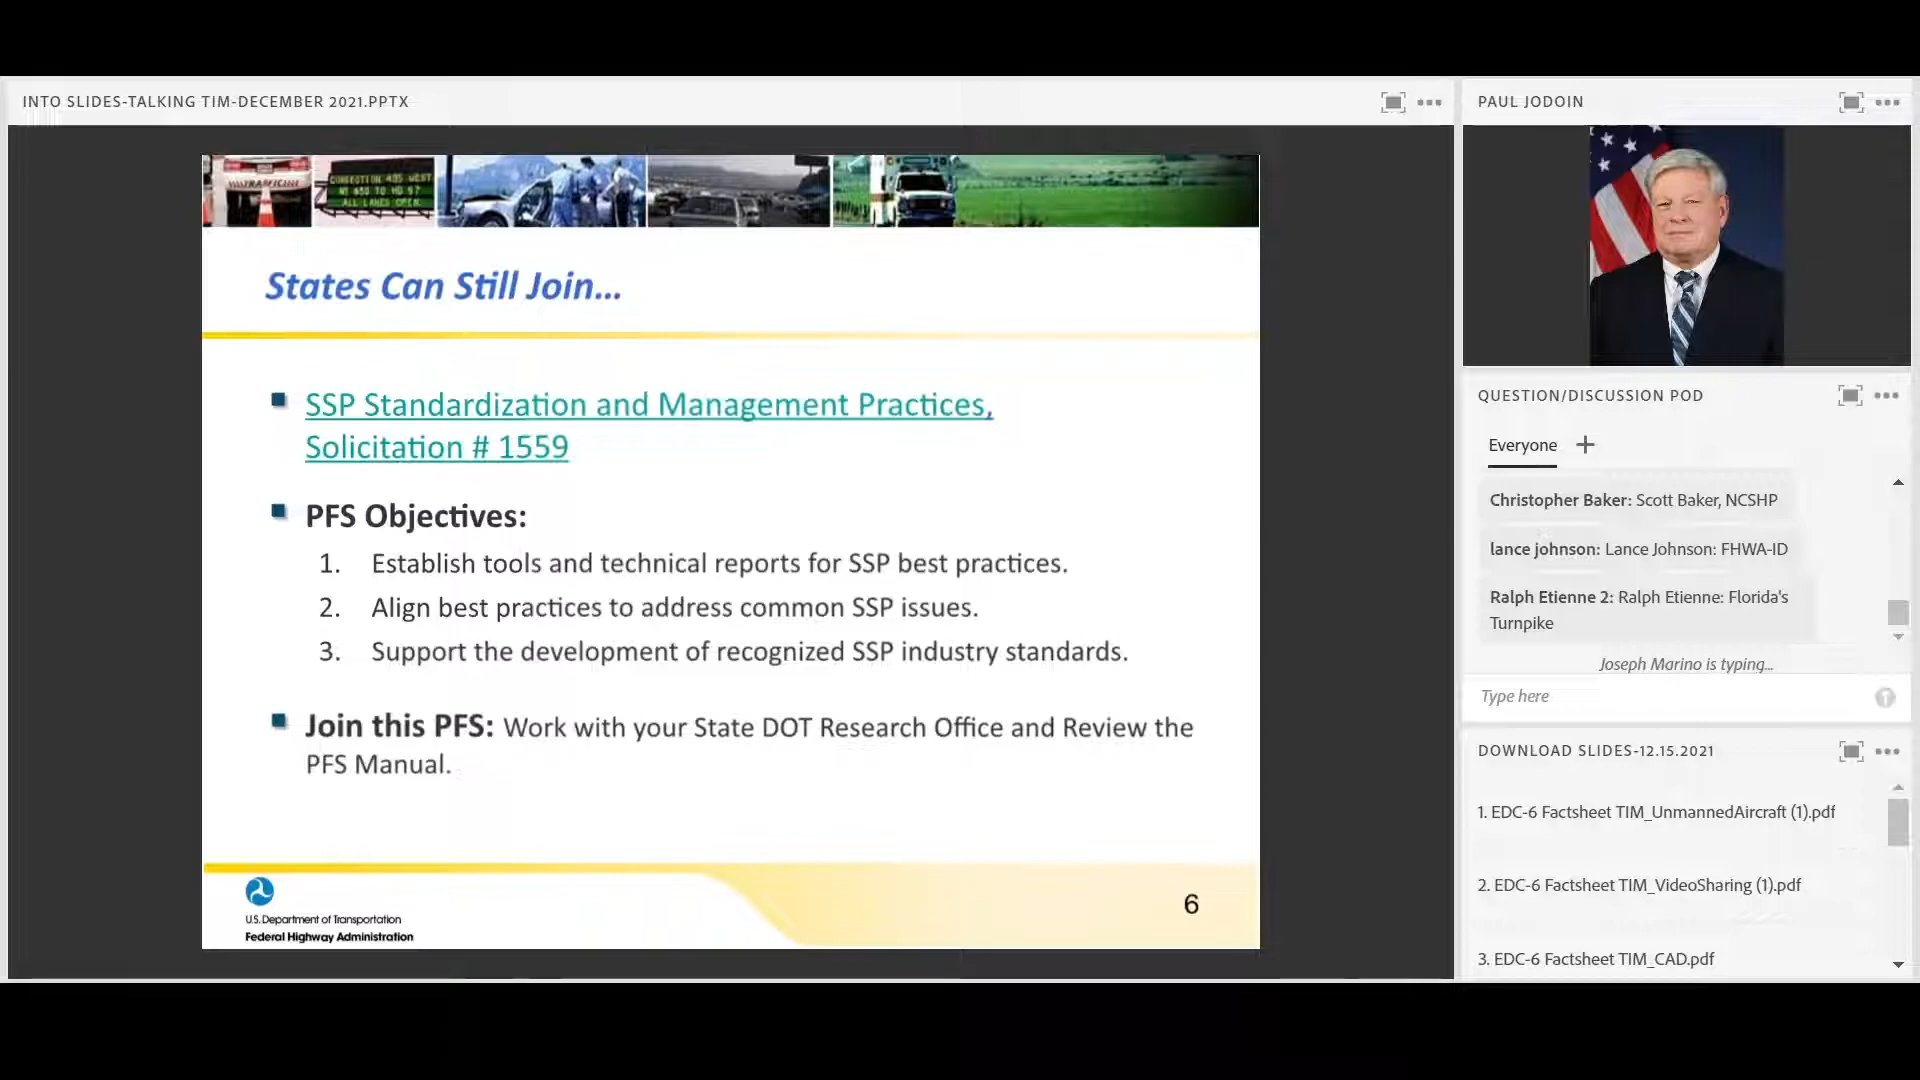 INTO SLIDES-TALKING TIM-DECEMBER 2021.PPTX
CONGESTION 495 WEST
ALL LANES OPEN
States Can Still Join...
SSP Standardization and Management Practices,
Solicitation # 1559
PFS Objectives:
1. Establish tools and technical reports for SSP best practices.
2. Align best practices to address common SSP issues.
3. Support the development of recognized SSP industry standards.
Join this PFS: Work with your State DOT Research Office and Review the
PFS Manual.
U.S. Department of Transportation
Federal Highway Administration
6
PAUL JODOIN
QUESTION/DISCUSSION POD
Everyone
Christopher Baker: Scott Baker, NCSHP
lance johnson: Lance Johnson: FHWA-ID
Ralph Etienne 2: Ralph Etienne: Florida's
Turnpike
Joseph Marino is typing...
Type here
DOWNLOAD SLIDES-12.15.2021
1. EDC-6 Factsheet TIM_UnmannedAircraft (1).pdf
2. EDC-6 Factsheet TIM_VideoSharing (1).pdf
3. EDC-6 Factsheet TIM_CAD.pdf